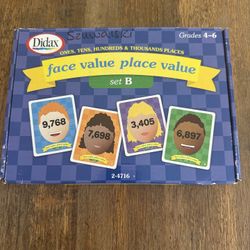 Didax
Szwalski
Grades 4-6
ONES, TENS, HUNDREDS & THOUSANDS PLACES
face value place value
set B
9,768
7,698
3,405
6,897
2-4716